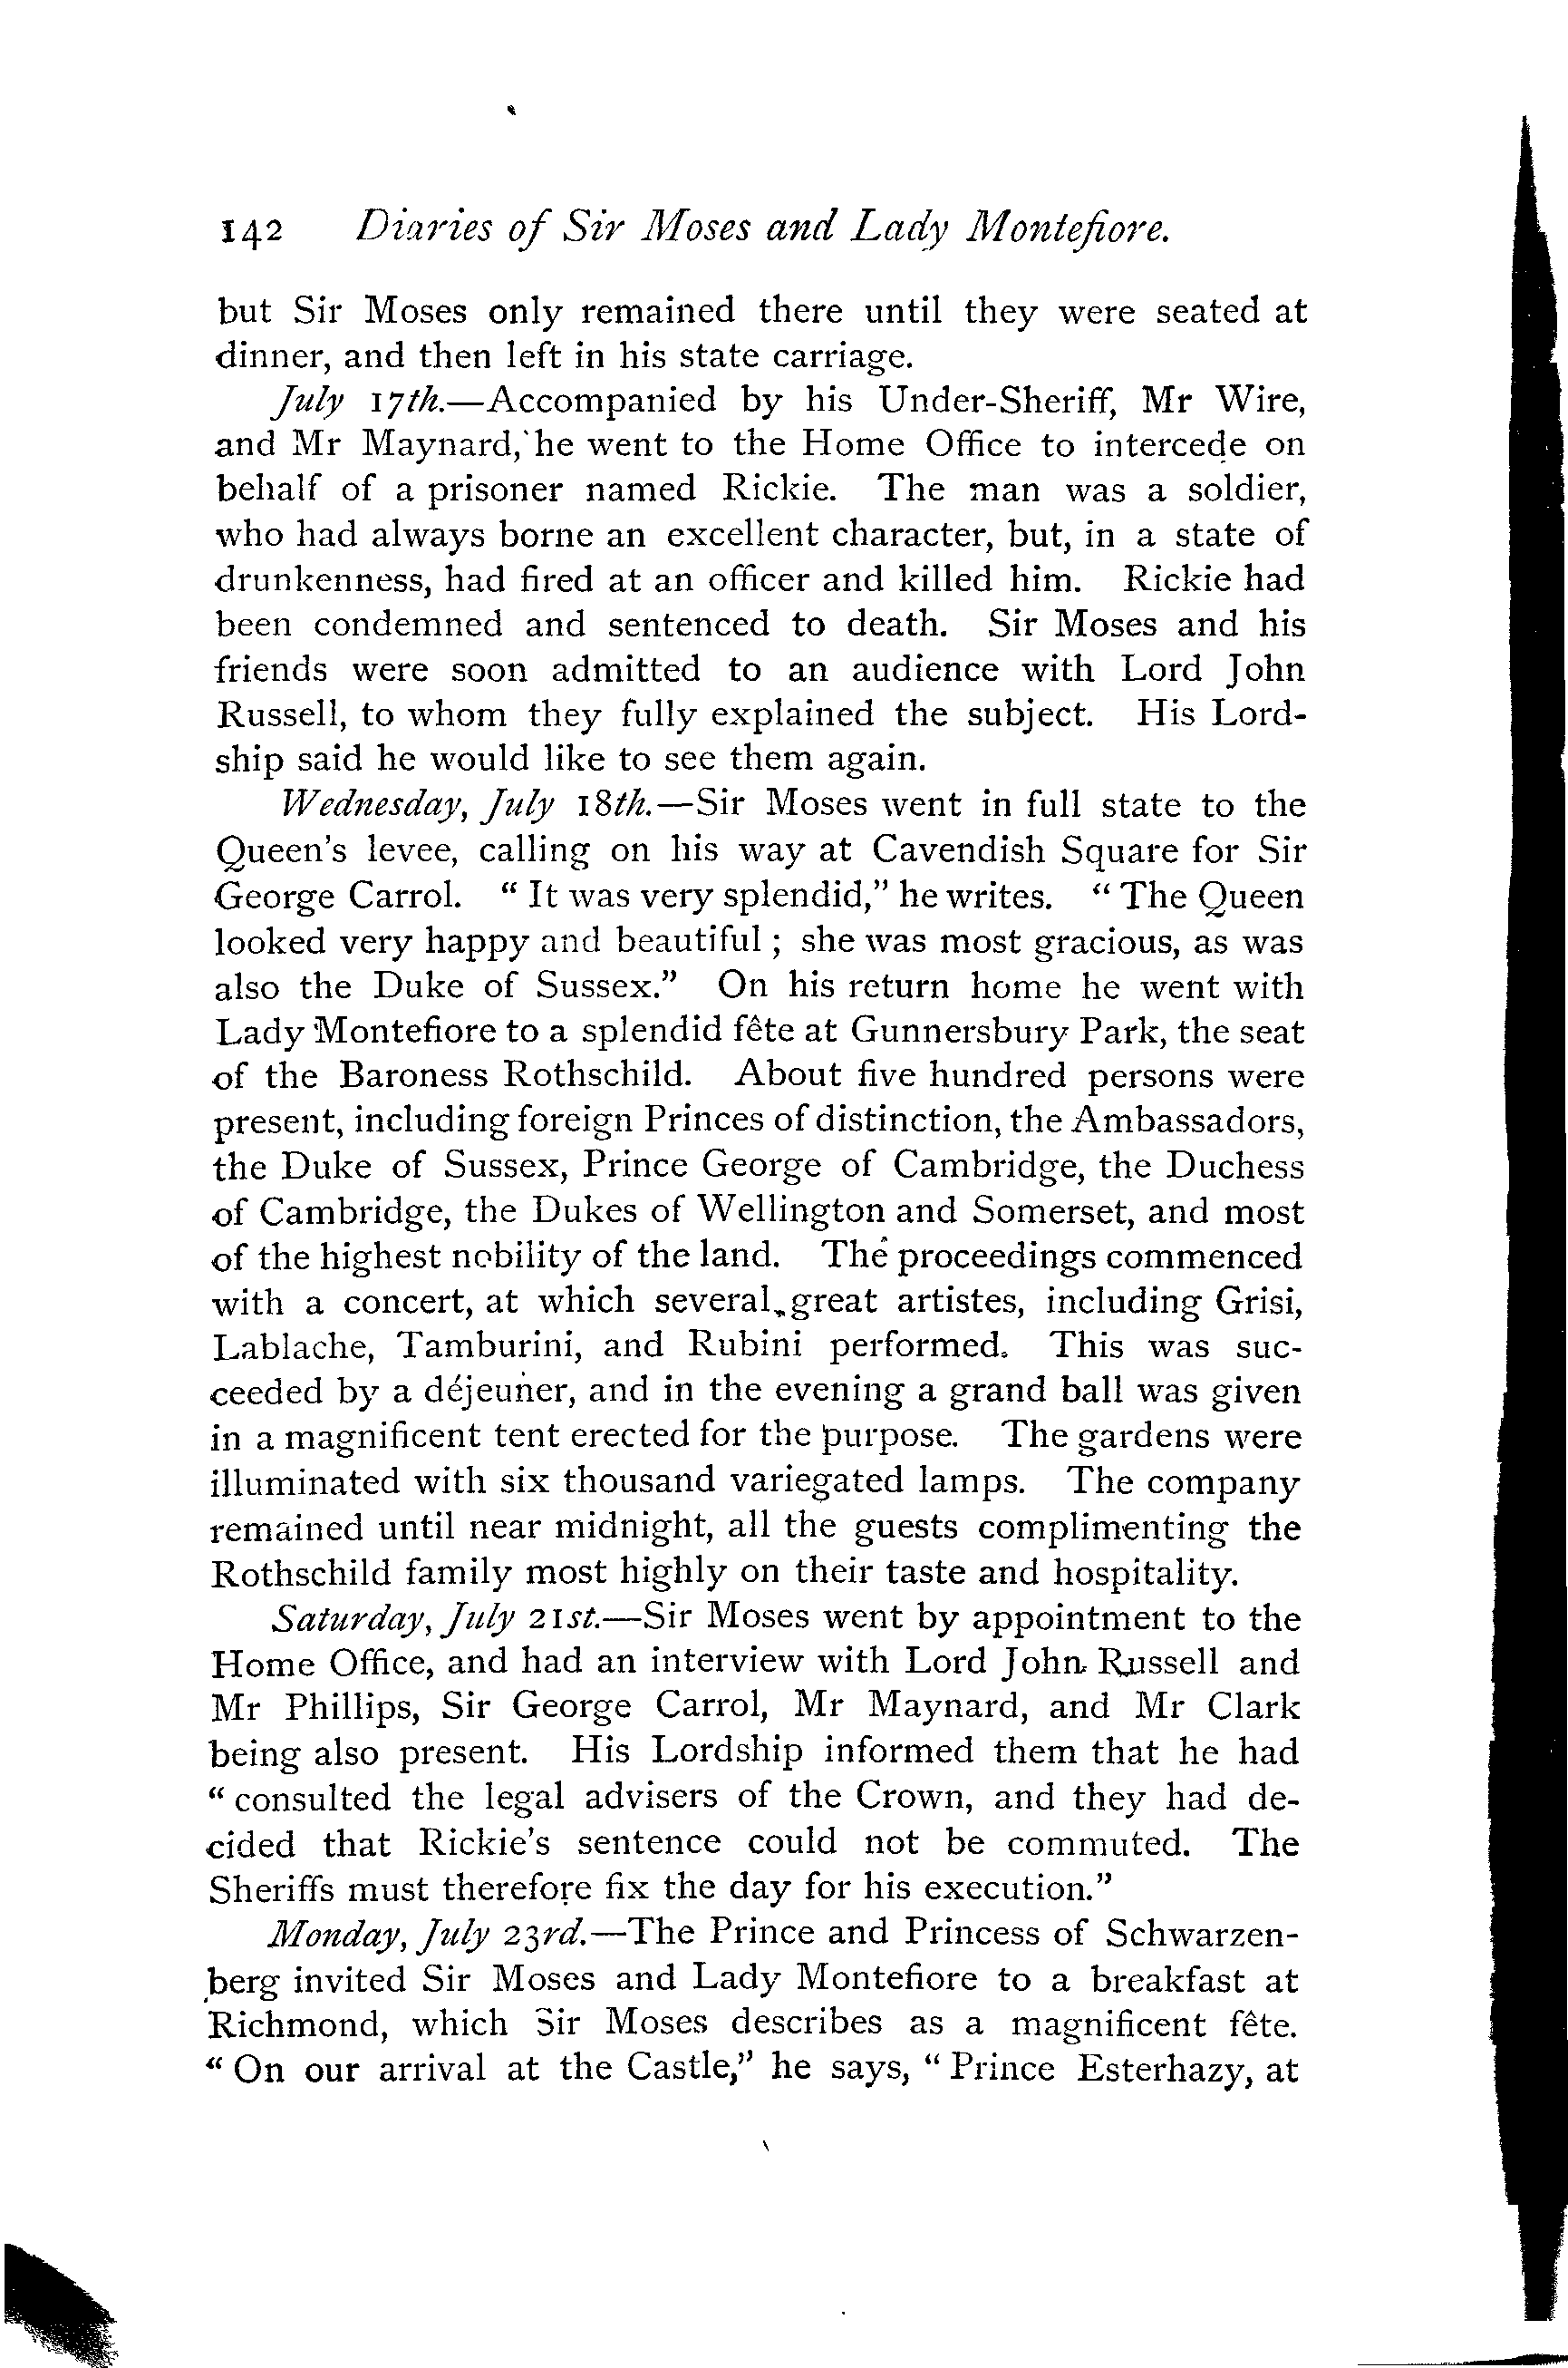 142 Diaries of Sir Moses and Lady Montefiore.
but Sir Moses only remained there until they were seated at
dinner, and then left in his state carriage.
July 17th.—Accompanied by his Under-Sheriff, Mr Wire,
and Mr Maynard, he went to the Home Office to intercede on
behalf of a prisoner named Rickie. The man was a soldier,
who had always borne an excellent character, but, in a state of
drunkenness, had fired at an officer and killed him. Rickie had
been condemned and sentenced to death. Sir Moses and his
friends were soon admitted to an audience with Lord John
Russell, to whom they fully explained the subject. His Lord-
ship said he would like to see them again.
Wednesday, July 18th.—Sir Moses went in full state to the
Queen's levee, calling on his way at Cavendish Square for Sir
George Carrol. "It was very splendid," he writes. "The Queen
looked very happy and beautiful; she was most gracious, as was
also the Duke of Sussex." On his return home he went with
Lady Montefiore to a splendid fête at Gunnersbury Park, the seat
of the Baroness Rothschild. About five hundred persons were
present, including foreign Princes of distinction, the Ambassadors,
the Duke of Sussex, Prince George of Cambridge, the Duchess
of Cambridge, the Dukes of Wellington and Somerset, and most
of the highest nobility of the land. The proceedings commenced
with a concert, at which several great artistes, including Grisi,
Lablache, Tamburini, and Rubini performed. This was suc-
ceeded by a déjeuner, and in the evening a grand ball was given
in a magnificent tent erected for the purpose. The gardens were
illuminated with six thousand variegated lamps. The company
remained until near midnight, all the guests complimenting the
Rothschild family most highly on their taste and hospitality.
Saturday, July 21st.—Sir Moses went by appointment to the
Home Office, and had an interview with Lord John Russell and
Mr Phillips, Sir George Carrol, Mr Maynard, and Mr Clark
being also present. His Lordship informed them that he had
"consulted the legal advisers of the Crown, and they had de-
cided that Rickie's sentence could not be commuted. The
Sheriffs must therefore fix the day for his execution."
Monday, July 23rd.—The Prince and Princess of Schwarzen-
berg invited Sir Moses and Lady Montefiore to a breakfast at
Richmond, which Sir Moses describes as a magnificent fête.
"On our arrival at the Castle," he says, "Prince Esterhazy, at